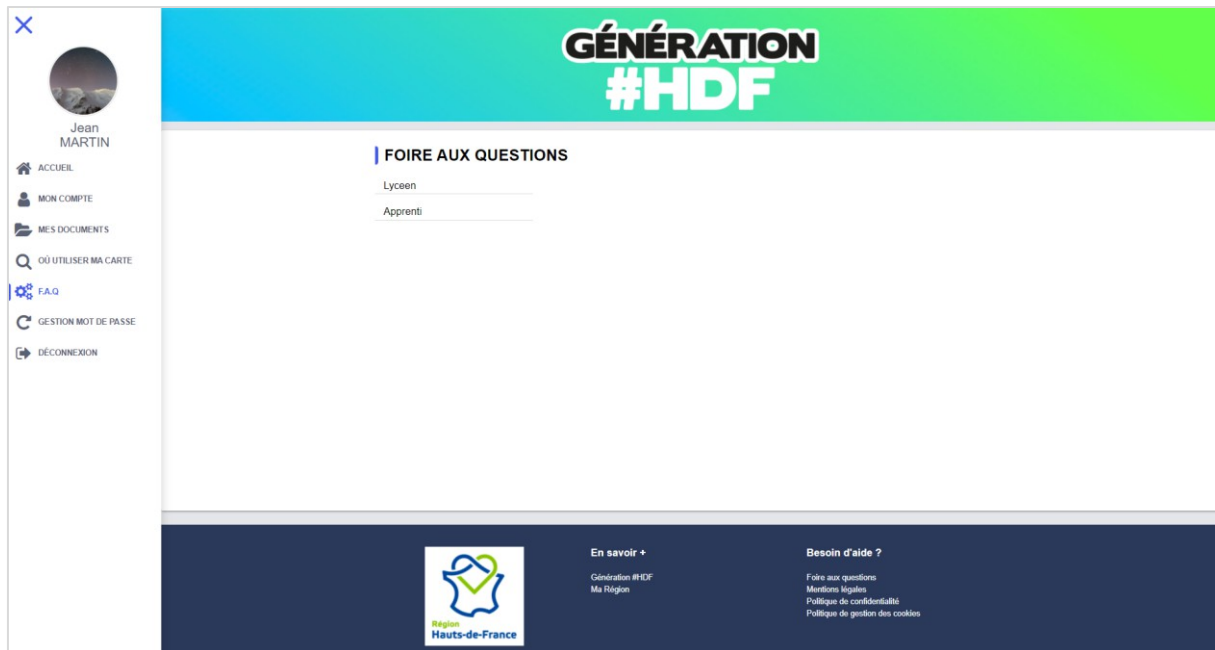 GÉNÉRATION
#HDF
Jean
MARTIN
ACCUEIL
MON COMPTE
MES DOCUMENTS
OÙ UTILISER MA CARTE
F.A.Q
GESTION MOT DE PASSE
DÉCONNEXION
FOIRE AUX QUESTIONS
Lyceen
Apprenti
Région
Hauts-de-France
En savoir +
Génération #HDF
Ma Région
Besoin d'aide ?
Foire aux questions
Mentions légales
Politique de confidentialité
Politique de gestion des cookies